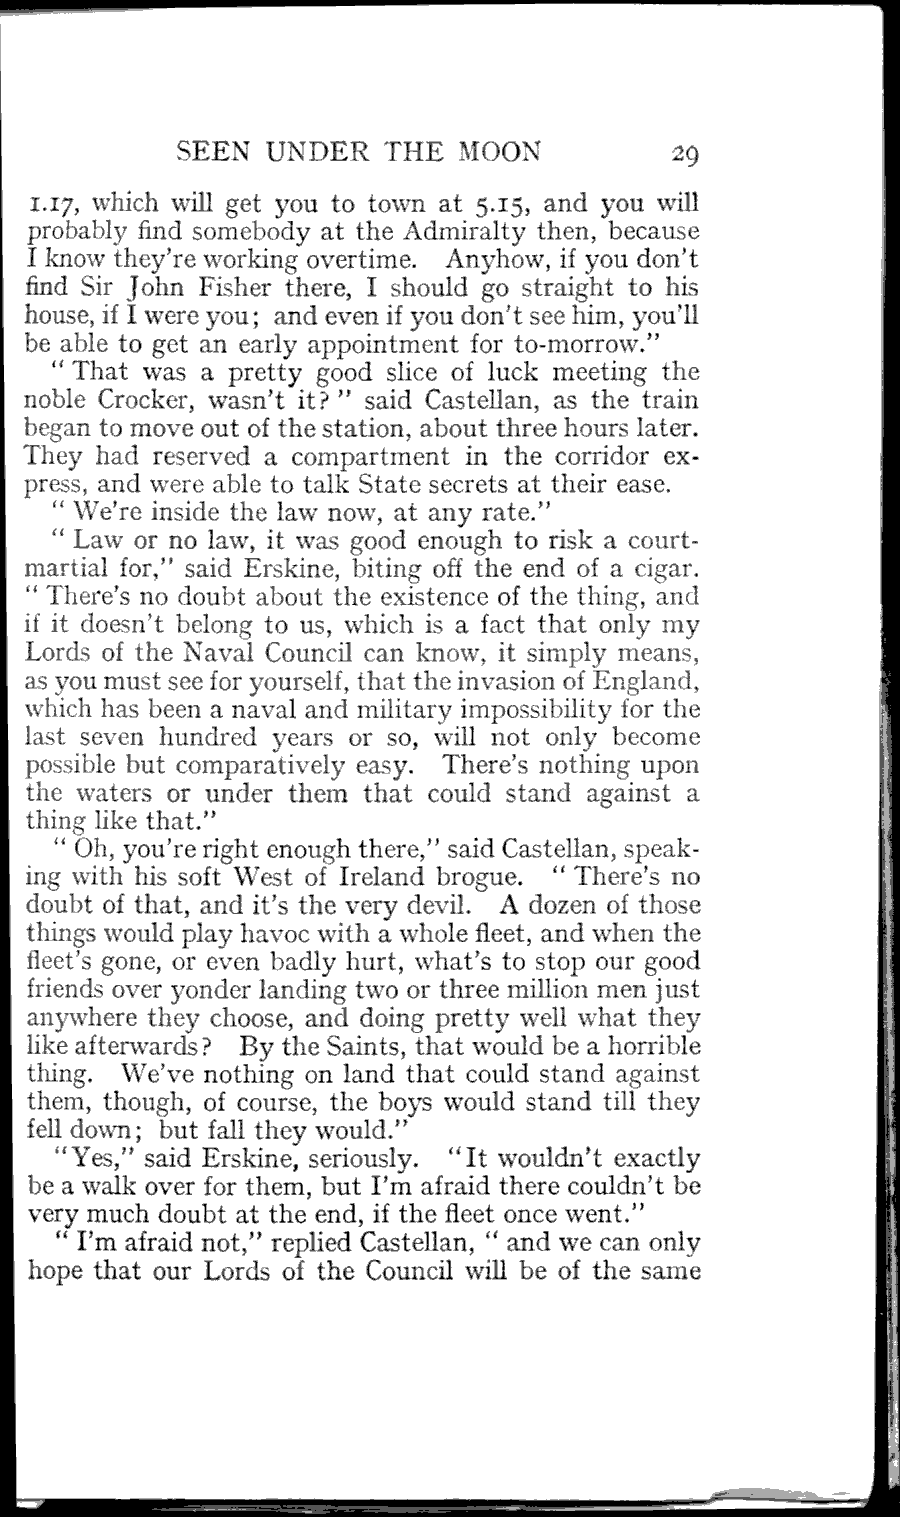 SEEN UNDER THE MOON 29
1.17, which will get you to town at 5.15, and you will
probably find somebody at the Admiralty then, because
I know they're working overtime. Anyhow, if you don't
find Sir John Fisher there, I should go straight to his
house, if I were you; and even if you don't see him, you'll
be able to get an early appointment for to-morrow."
" That was a pretty good slice of luck meeting the
noble Crocker, wasn't it? " said Castellan, as the train
began to move out of the station, about three hours later.
They had reserved a compartment in the corridor ex-
press, and were able to talk State secrets at their ease.
" We're inside the law now, at any rate."
" Law or no law, it was good enough to risk a court-
martial for," said Erskine, biting off the end of a cigar.
" There's no doubt about the existence of the thing, and
if it doesn't belong to us, which is a fact that only my
Lords of the Naval Council can know, it simply means,
as you must see for yourself, that the invasion of England,
which has been a naval and military impossibility for the
last seven hundred years or so, will not only become
possible but comparatively easy. There's nothing upon
the waters or under them that could stand against a
thing like that."
" Oh, you're right enough there," said Castellan, speak-
ing with his soft West of Ireland brogue. " There's no
doubt of that, and it's the very devil. A dozen of those
things would play havoc with a whole fleet, and when the
fleet's gone, or even badly hurt, what's to stop our good
friends over yonder landing two or three million men just
anywhere they choose, and doing pretty well what they
like afterwards? By the Saints, that would be a horrible
thing. We've nothing on land that could stand against
them, though, of course, the boys would stand till they
fell down; but fall they would."
"Yes," said Erskine, seriously. "It wouldn't exactly
be a walk over for them, but I'm afraid there couldn't be
very much doubt at the end, if the fleet once went."
" I'm afraid not," replied Castellan, " and we can only
hope that our Lords of the Council will be of the same